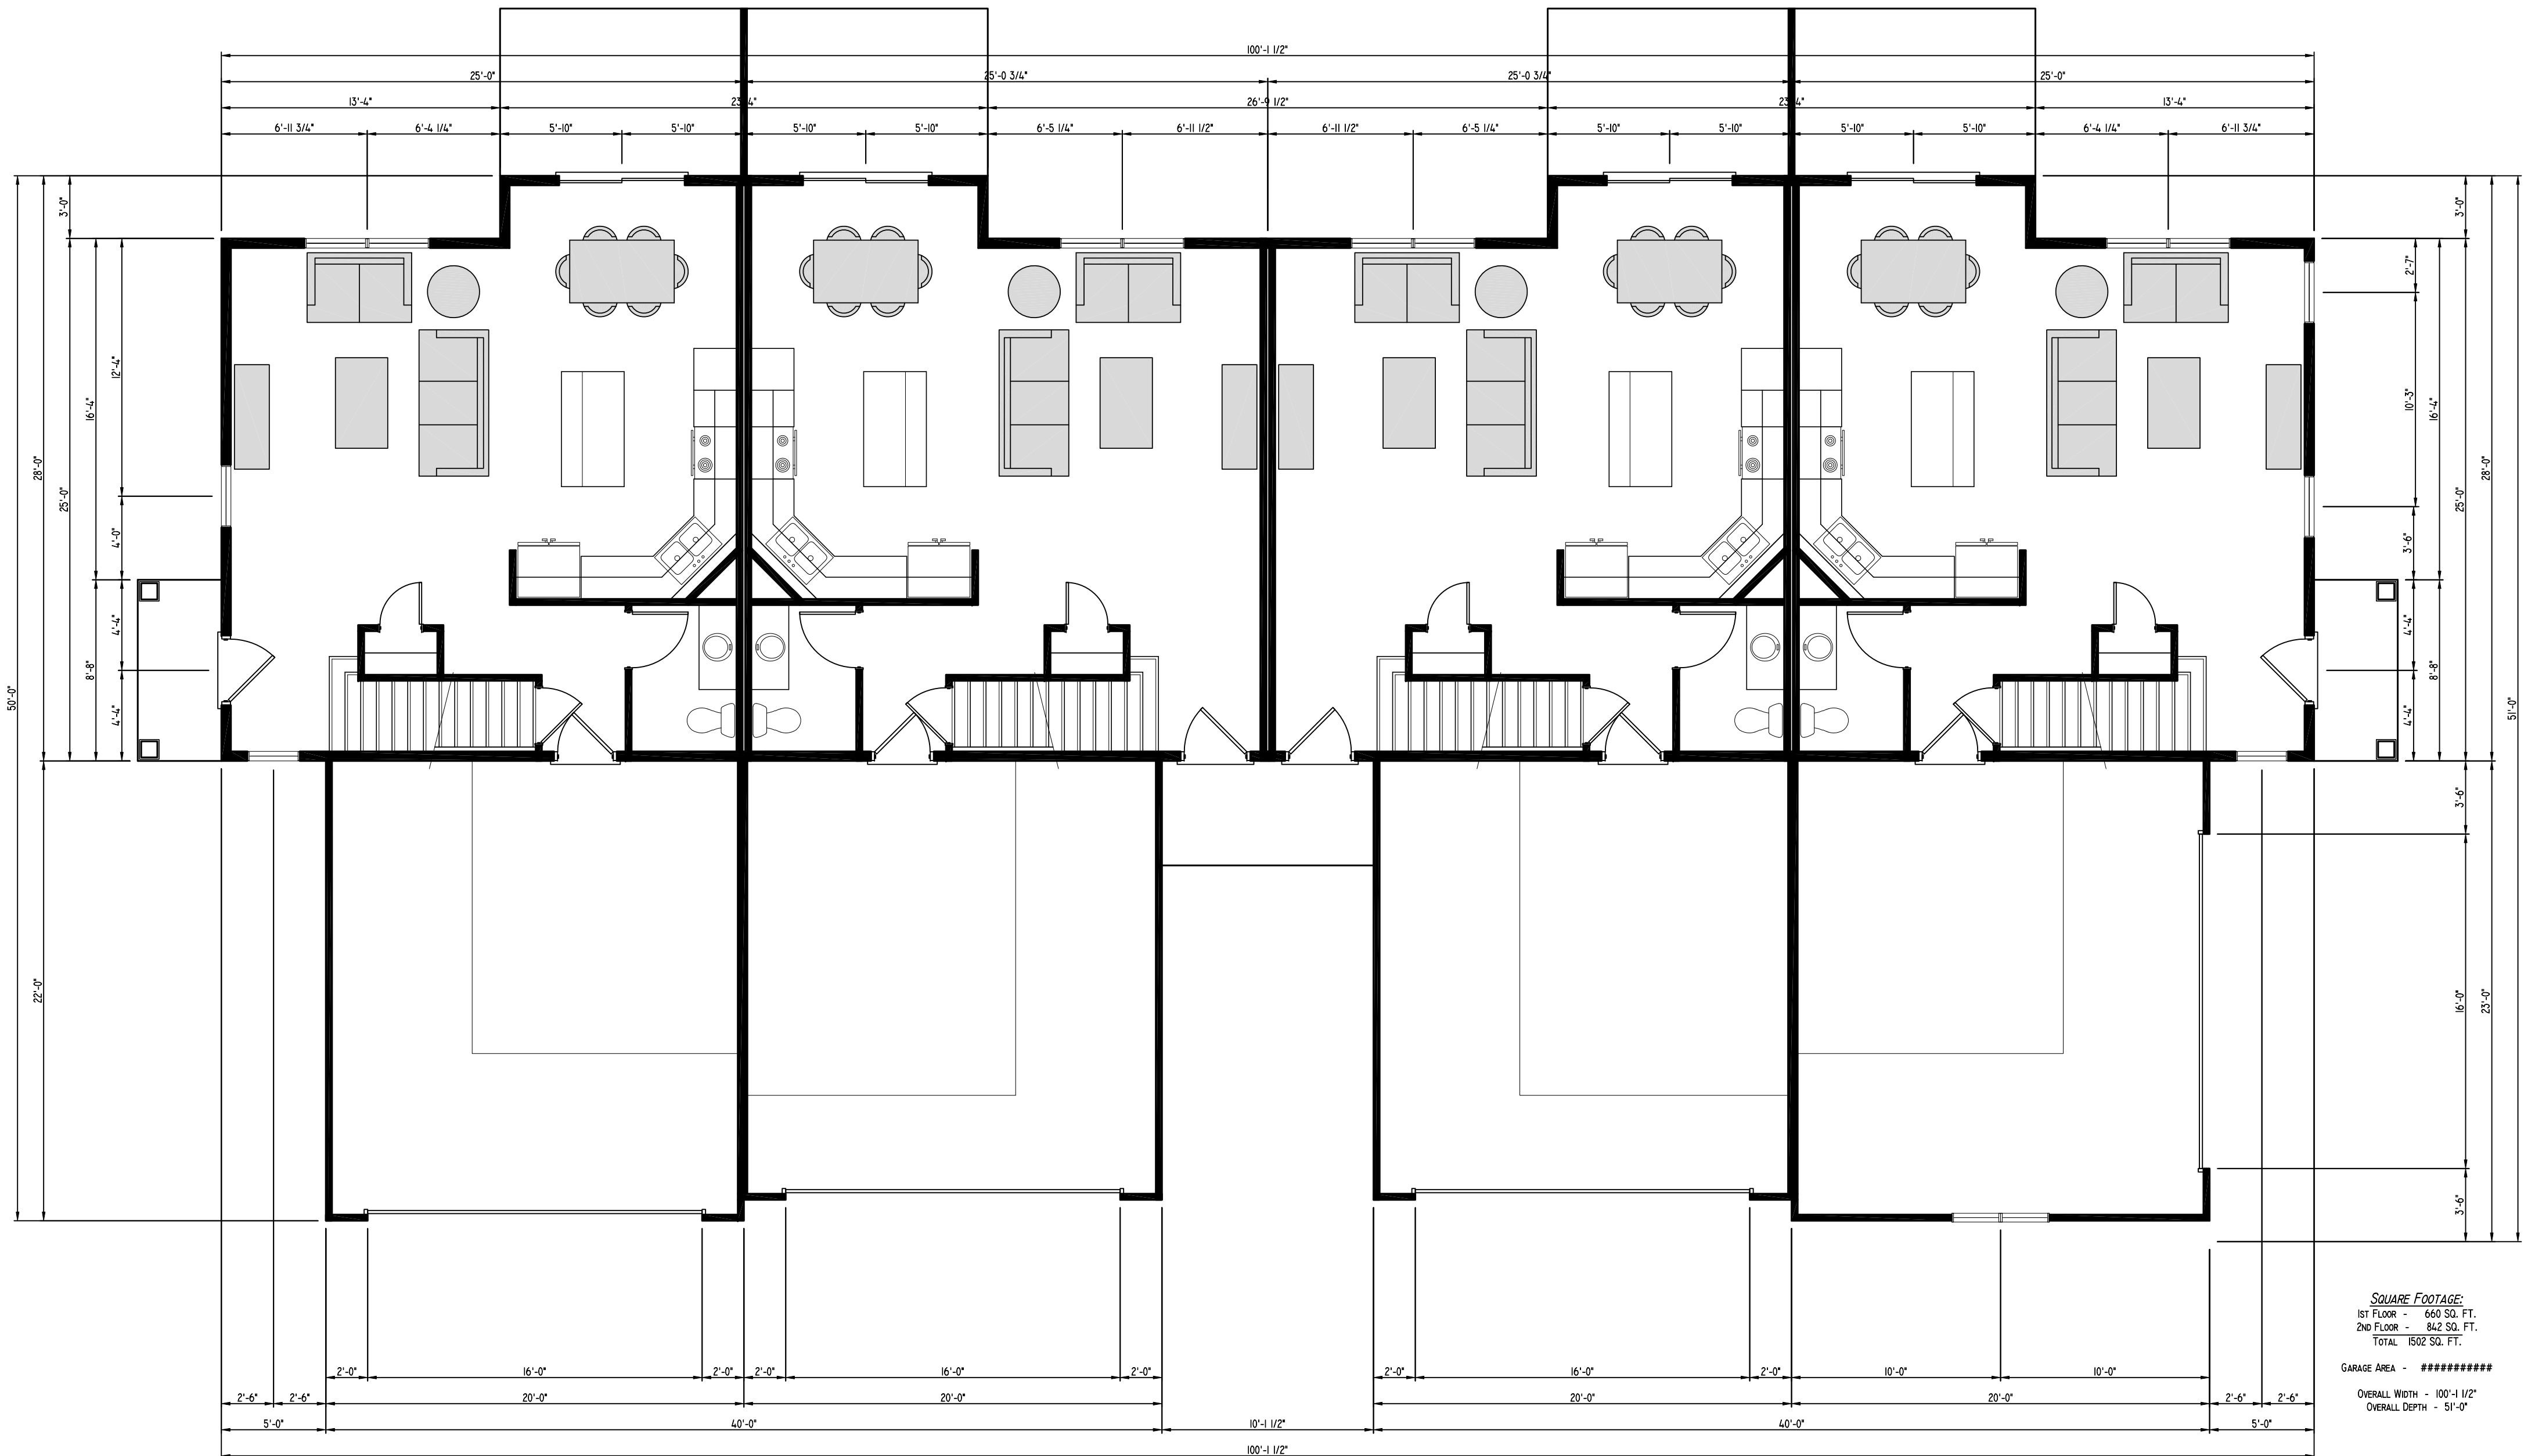 100'-1 1/2"
25'-0" 25'-0 3/4" 25'-0 3/4" 25'-0"
13'-4" 23'-4" 26'-9 1/2" 23'-4" 13'-4"
6'-11 3/4" 6'-4 1/4" 5'-10" 5'-10" 5'-10" 5'-10" 6'-5 1/4" 6'-11 1/2" 6'-11 1/2" 6'-5 1/4" 5'-10" 5'-10" 5'-10" 5'-10" 6'-4 1/4" 6'-11 3/4"
50'-0"
28'-0"
22'-0"
3'-0"
25'-0"
16'-4"
8'-8"
12'-4"
4'-0"
4'-4"
4'-4"
2'-7"
10'-3"
3'-6"
4'-4"
4'-4"
16'-4"
8'-8"
3'-0"
25'-0"
3'-6"
16'-0"
3'-6"
28'-0"
23'-0"
51'-0"
2'-0" 16'-0" 2'-0" 2'-0" 16'-0" 2'-0" 2'-0" 16'-0" 2'-0" 10'-0" 10'-0"
2'-6" 2'-6" 20'-0" 20'-0" 20'-0" 20'-0" 2'-6" 2'-6"
5'-0" 40'-0" 10'-1 1/2" 40'-0" 5'-0"
100'-1 1/2"
SQUARE FOOTAGE:
1ST FLOOR - 660 SQ. FT.
2ND FLOOR - 842 SQ. FT.
TOTAL 1502 SQ. FT.
GARAGE AREA - ###########
OVERALL WIDTH - 100'-1 1/2"
OVERALL DEPTH - 51'-0"